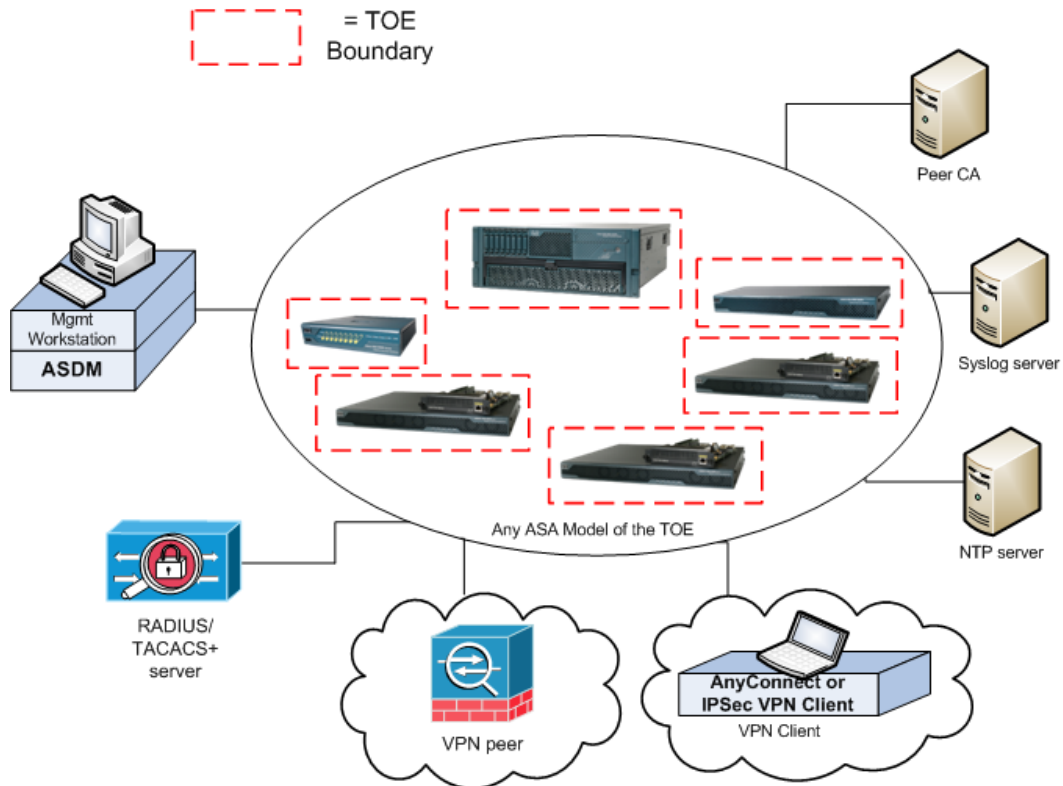 = TOE
Boundary
Peer CA
Mgmt
Workstation
ASDM
Syslog server
Any ASA Model of the TOE
NTP server
RADIUS/
TACACS+
server
AnyConnect or
IPSec VPN Client
VPN peer
VPN Client